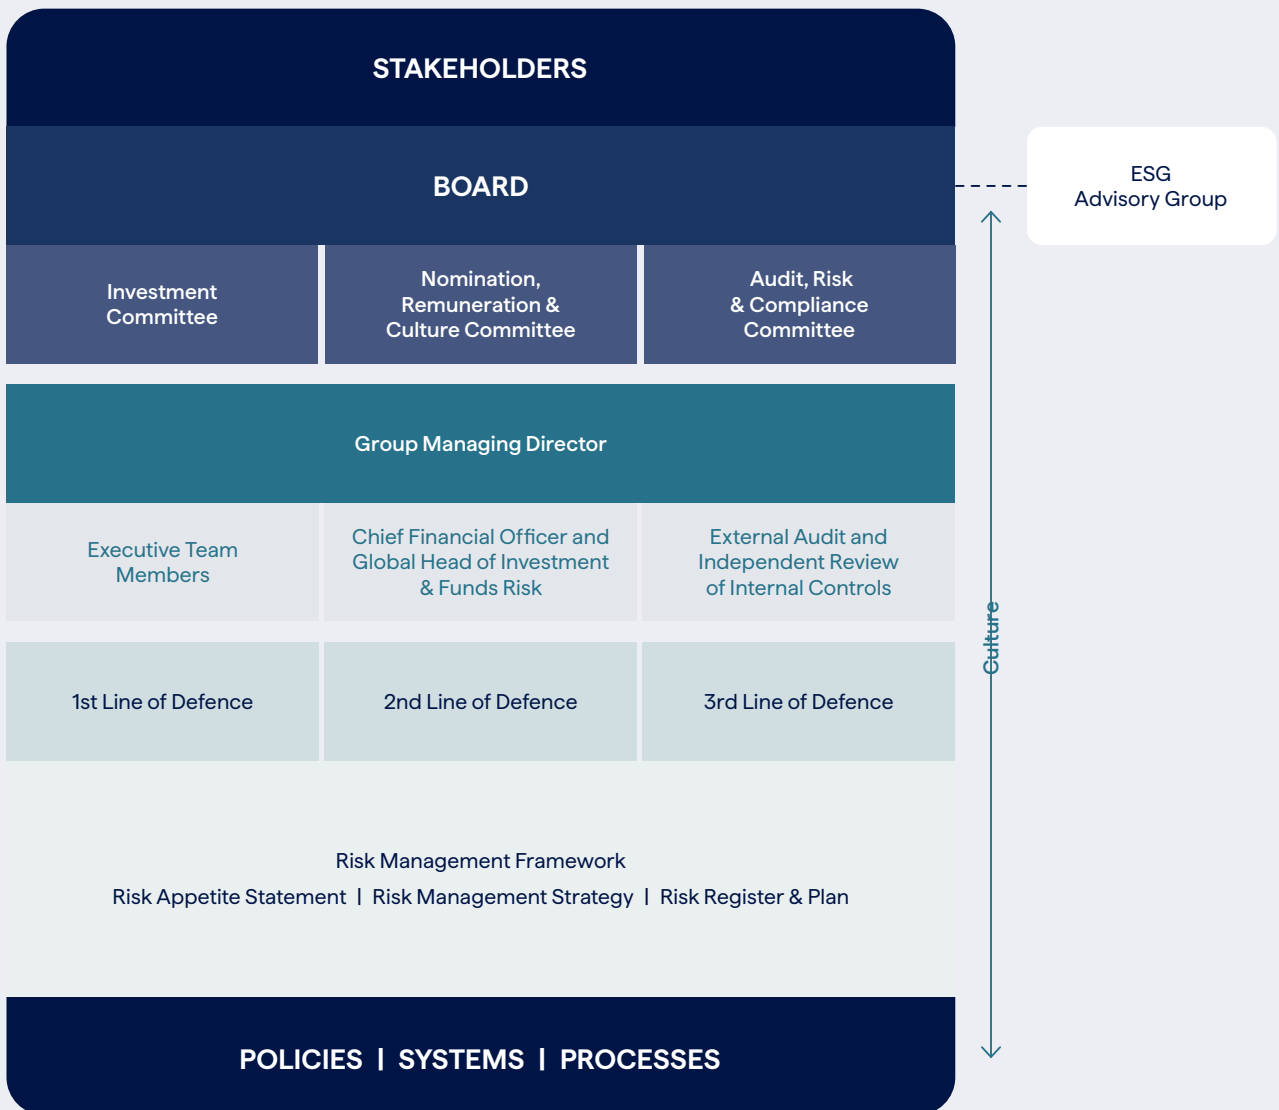 STAKEHOLDERS
BOARD
ESG
Advisory Group
Investment
Committee
Nomination,
Remuneration &
Culture Committee
Audit, Risk
& Compliance
Committee
Group Managing Director
Executive Team
Members
Chief Financial Officer and
Global Head of Investment
& Funds Risk
External Audit and
Independent Review
of Internal Controls
Culture
1st Line of Defence
2nd Line of Defence
3rd Line of Defence
Risk Management Framework
Risk Appetite Statement | Risk Management Strategy | Risk Register & Plan
POLICIES | SYSTEMS | PROCESSES